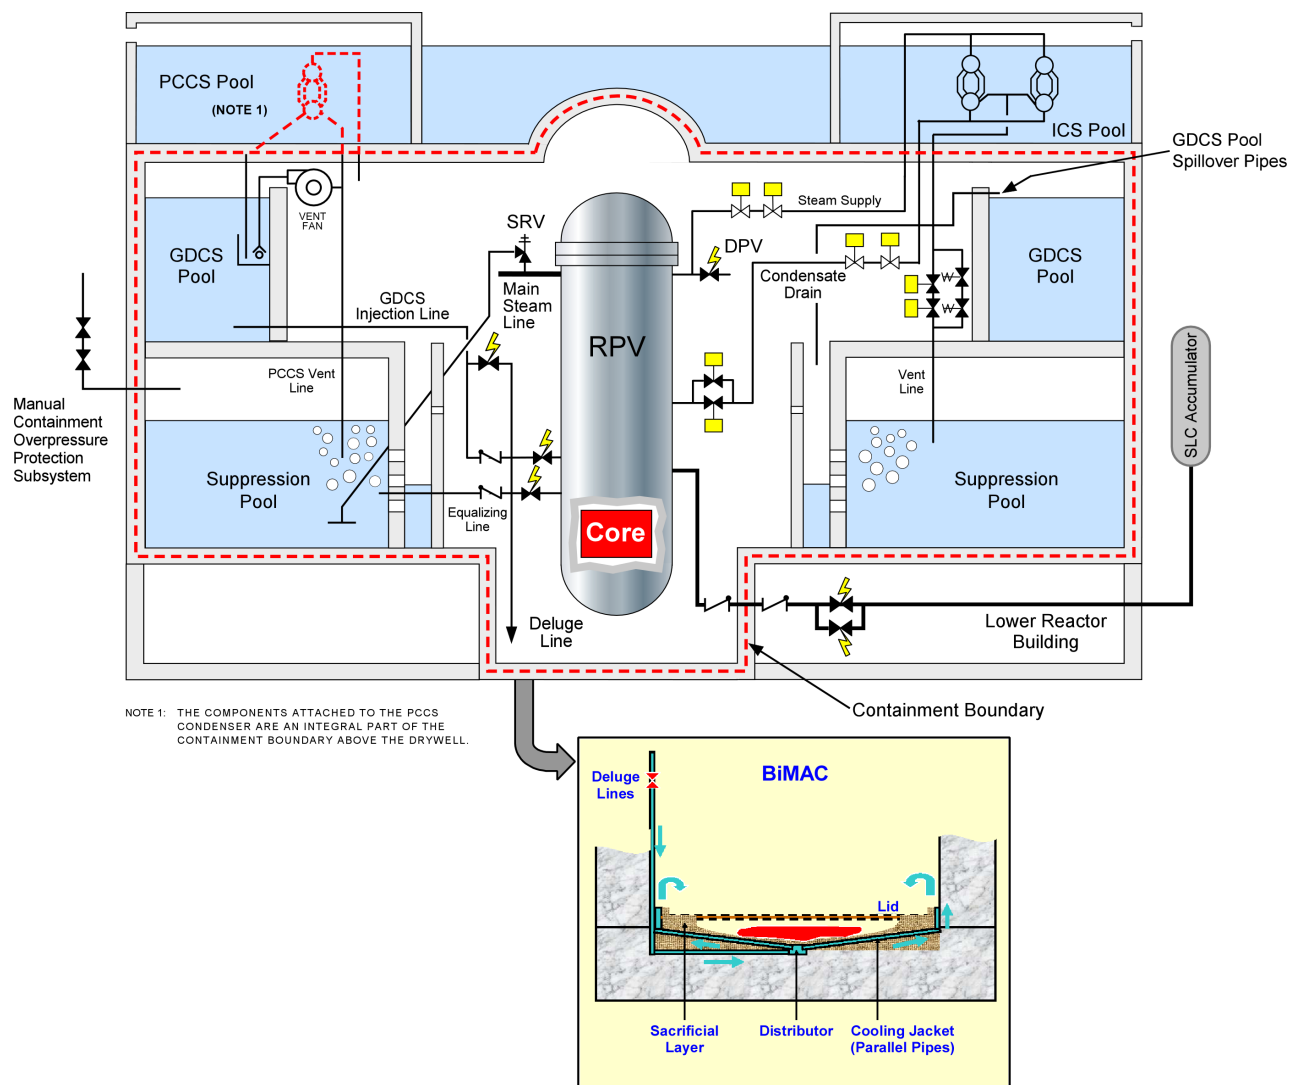 PCCS Pool
(NOTE 1)
ICS Pool
GDCS Pool
Spillover Pipes
VENT
FAN
SRV
Steam Supply
DPV
GDCS
Pool
Main
Steam
Line
Condensate
Drain
GDCS
Pool
GDCS
Injection Line
RPV
PCCS Vent
Line
Vent
Line
SLC Accumulator
Manual
Containment
Overpressure
Protection
Subsystem
Suppression
Pool
Equalizing
Line
Core
Suppression
Pool
Deluge
Line
Lower Reactor
Building
Containment Boundary
NOTE 1: THE COMPONENTS ATTACHED TO THE PCCS
CONDENSER ARE AN INTEGRAL PART OF THE
CONTAINMENT BOUNDARY ABOVE THE DRYWELL.
BiMAC
Deluge
Lines
Lid
Sacrificial
Layer
Distributor
Cooling Jacket
(Parallel Pipes)